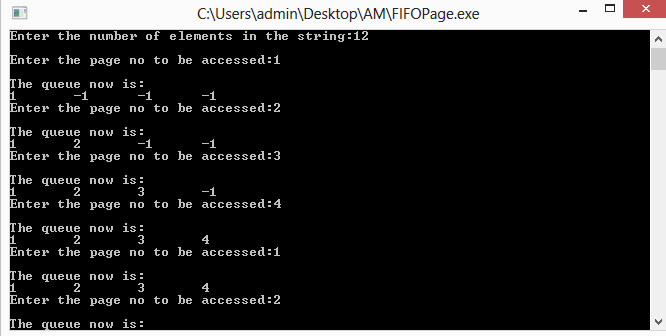 C:\Users\admin\Desktop\AM\FIFOPage.exe
Enter the number of elements in the string:12
Enter the page no to be accessed:1
The queue now is:
1 -1 -1 -1
Enter the page no to be accessed:2
The queue now is:
1 2 -1 -1
Enter the page no to be accessed:3
The queue now is:
1 2 3 -1
Enter the page no to be accessed:4
The queue now is:
1 2 3 4
Enter the page no to be accessed:1
The queue now is:
1 2 3 4
Enter the page no to be accessed:2
The queue now is: